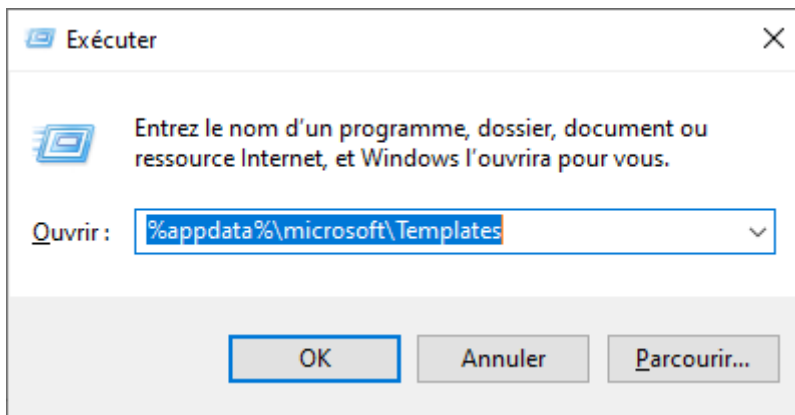 Exécuter
Entrez le nom d’un programme, dossier, document ou
ressource Internet, et Windows l’ouvrira pour vous.
Ouvrir : %appdata%\microsoft\Templates
OK Annuler Parcourir...